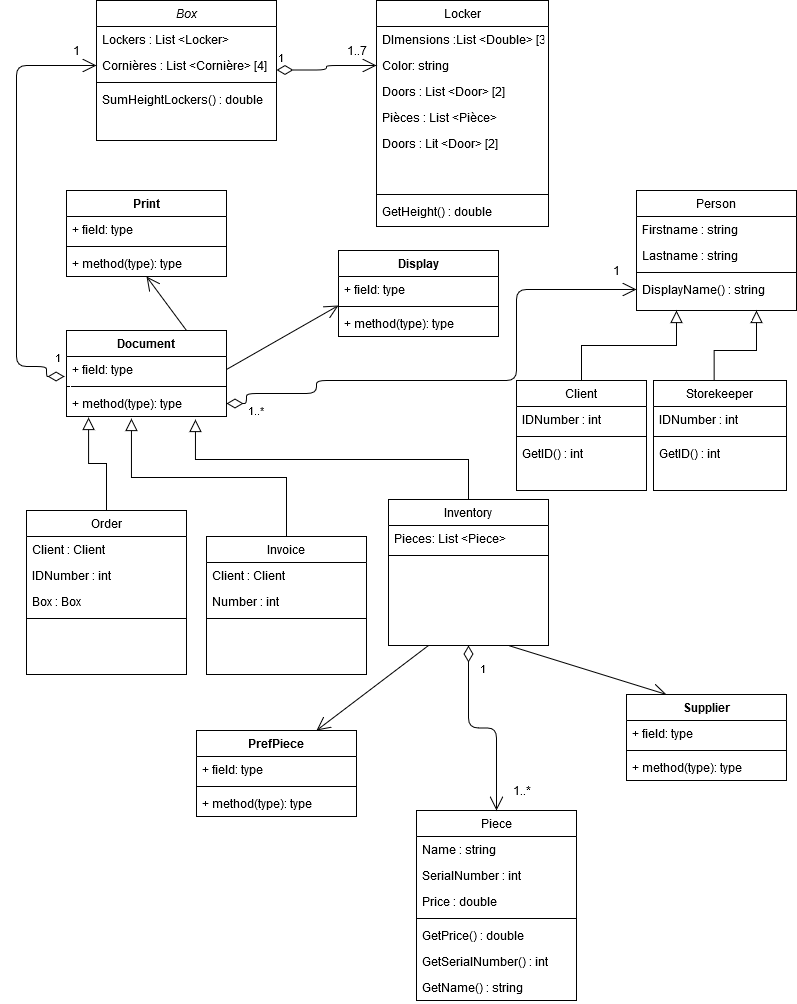 Box
Lockers : List <Locker>
Cornières : List <Cornière> [4]
SumHeightLockers() : double
1
1
1..7
Locker
DImensions :List <Double> [3
Color: string
Doors : List <Door> [2]
Pièces : List <Pièce>
Doors : Lit <Door> [2]
GetHeight() : double
Print
+ field: type
+ method(type): type
Display
+ field: type
+ method(type): type
Person
Firstname : string
Lastname : string
DisplayName() : string
1
Document
+ field: type
+ method(type): type
1
1..*
Client
IDNumber : int
GetID() : int
Storekeeper
IDNumber : int
GetID() : int
Order
Client : Client
IDNumber : int
Box : Box
Invoice
Client : Client
Number : int
Inventory
Pieces: List <Piece>
1
1..*
PrefPiece
+ field: type
+ method(type): type
Supplier
+ field: type
+ method(type): type
Piece
Name : string
SerialNumber : int
Price : double
GetPrice() : double
GetSerialNumber() : int
GetName() : string